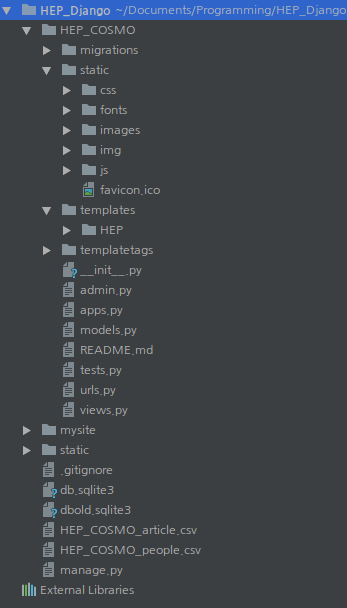 HEP_Django ~/Documents/Programming/HEP_Django
HEP_COSMO
migrations
static
css
fonts
images
img
js
favicon.ico
templates
HEP
templatetags
__init__.py
admin.py
apps.py
models.py
README.md
tests.py
urls.py
views.py
mysite
static
.gitignore
db.sqlite3
dbold.sqlite3
HEP_COSMO_article.csv
HEP_COSMO_people.csv
manage.py
External Libraries